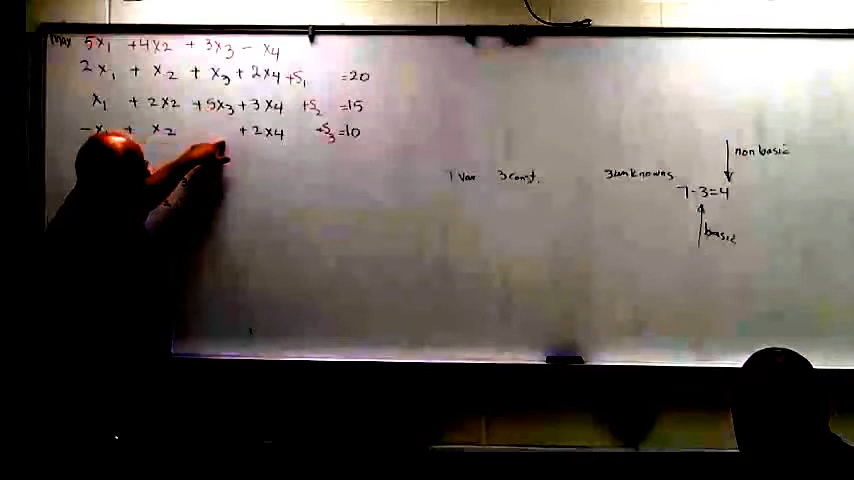 Max 5x₁ + 4x2 + 3x₃ - x₄
2x₁ + x₂ + x₃ + 2x4 + S₁ = 20
x₁ + 2x2 + 5x₃ + 3x4 + S₂ = 15
-x₁ + x₂ + 2x4 + S₃ = 10
7 Var 3 const. 3 unknowns
non basic
7-3=4
basic